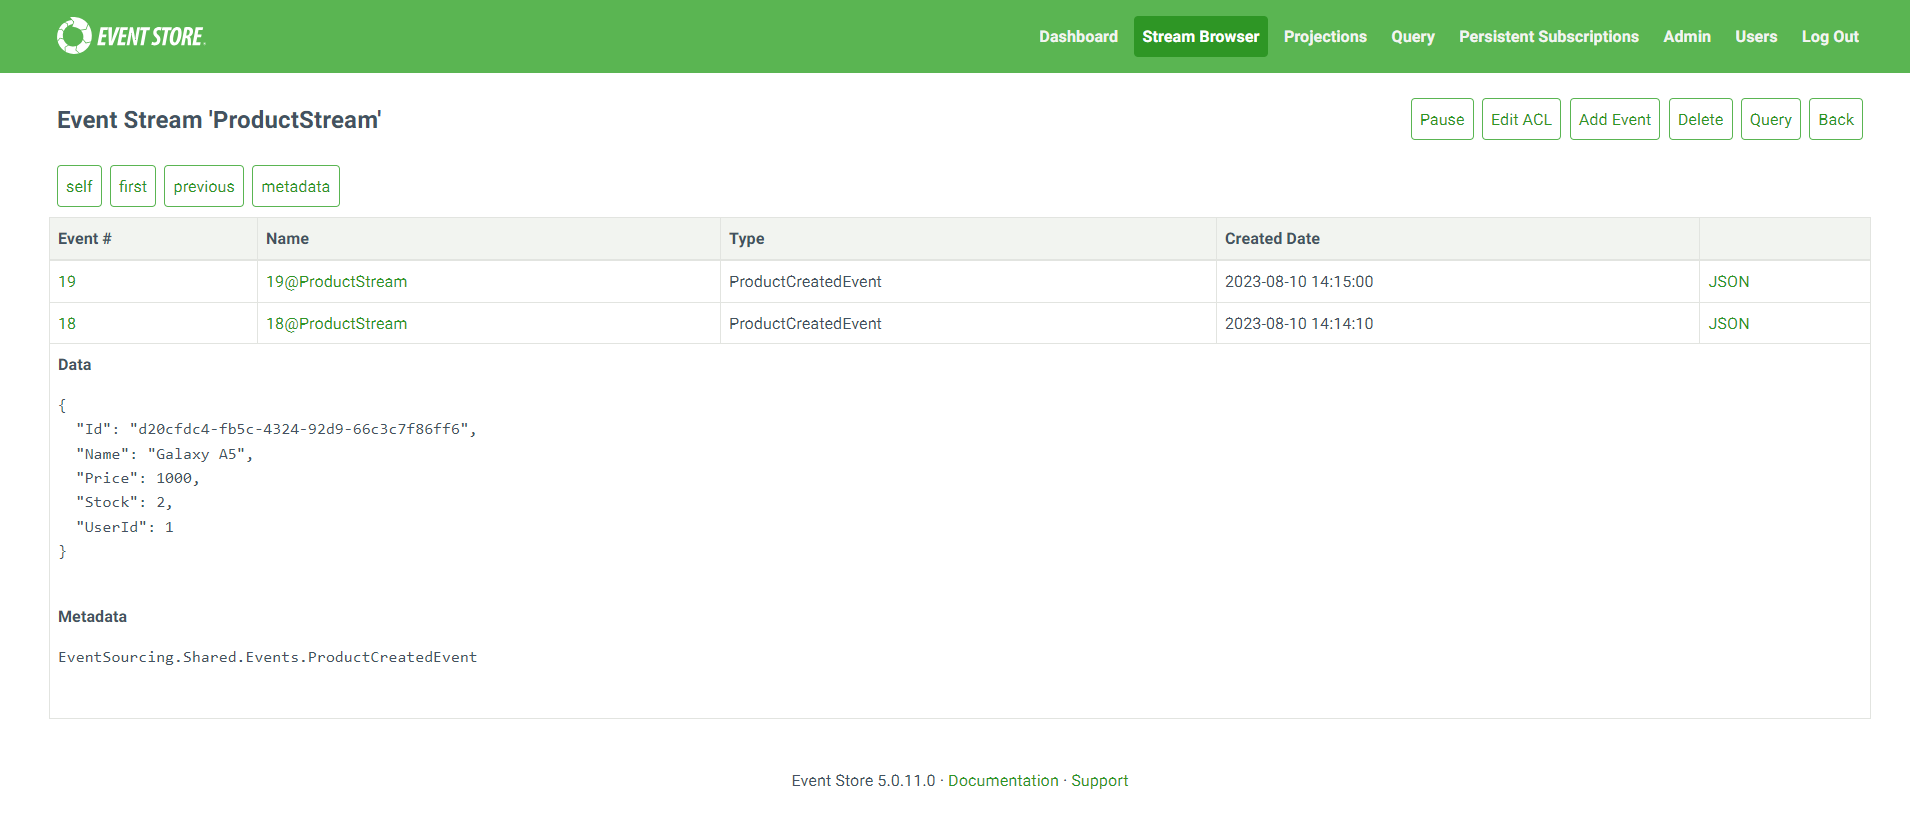 EVENT STORE Dashboard Stream Browser Projections Query Persistent Subscriptions Admin Users Log Out
Event Stream 'ProductStream' Pause Edit ACL Add Event Delete Query Back
self first previous metadata
Event # Name Type Created Date
19 19@ProductStream ProductCreatedEvent 2023-08-10 14:15:00 JSON
18 18@ProductStream ProductCreatedEvent 2023-08-10 14:14:10 JSON
Data
{
  "Id": "d20cfdc4-fb5c-4324-92d9-66c3c7f86ff6",
  "Name": "Galaxy A5",
  "Price": 1000,
  "Stock": 2,
  "UserId": 1
}
Metadata
EventSourcing.Shared.Events.ProductCreatedEvent
Event Store 5.0.11.0 · Documentation · Support